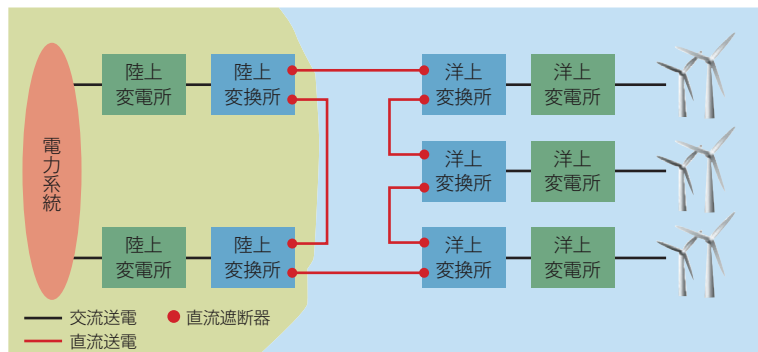 電力系統
陸上
変電所
陸上
変換所
洋上
変換所
洋上
変電所
洋上
変換所
洋上
変電所
陸上
変電所
陸上
変換所
洋上
変換所
洋上
変電所
交流送電
直流遮断器
直流送電